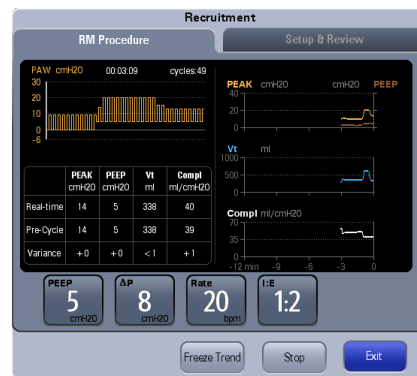 Recruitment
RM Procedure
Setup & Review
PAW cmH20 00:03:09 cycles:49
30
20
10
0
-6
PEAK cmH20 cmH20 PEEP
40
20
0
Vt ml
1000
500
0
Compl ml/cmH20
70
35
0
-12 min -9 -6 -3 0
PEAK PEEP Vt Compl
cmH20 cmH20 ml ml/cmH20
Real-time 14 5 338 40
Pre-Cycle 14 5 338 39
Variance +0 +0 <1 +1
PEEP
5
cmH20
ΔP
8
cmH20
Rate
20
bpm
I:E
1:2
Freeze Trend
Stop
Exit